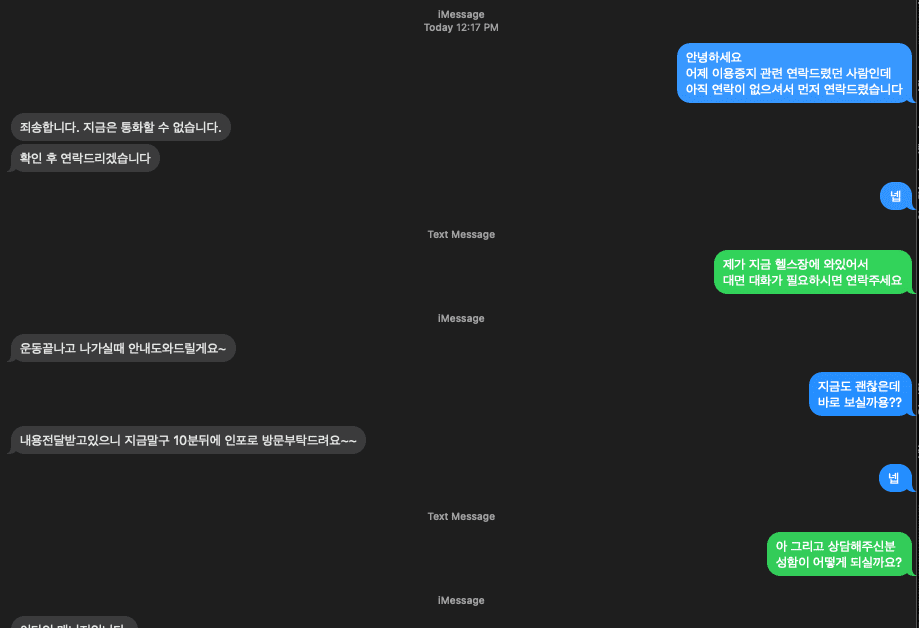 iMessage
Today 12:17 PM
안녕하세요
어제 이용중지 관련 연락드렸던 사람인데
아직 연락이 없으셔서 먼저 연락드렸습니다
죄송합니다. 지금은 통화할 수 없습니다.
확인 후 연락드리겠습니다
넵
Text Message
제가 지금 헬스장에 와있어서
대면 대화가 필요하시면 연락주세요
iMessage
운동끝나고 나가실때 안내도와드릴게요~
지금도 괜찮은데
바로 보실까용??
내용전달받고있으니 지금말구 10분뒤에 인포로 방문부탁드려요~~
넵
Text Message
아 그리고 상담해주신분
성함이 어떻게 되실까요?
iMessage